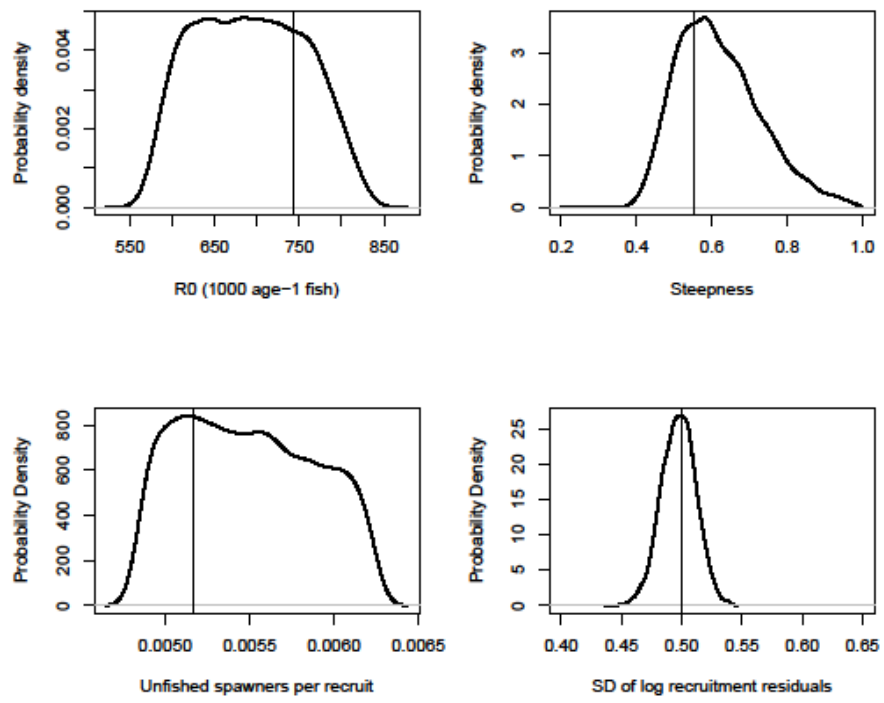 Probability density
0.004
0.002
0.000
550 650 750 850
R0 (1000 age−1 fish)
Probability density
3
2
1
0
0.2 0.4 0.6 0.8 1.0
Steepness
Probability Density
800
600
400
200
0
0.0050 0.0055 0.0060 0.0065
Unfished spawners per recruit
Probability Density
25
20
15
10
5
0
0.40 0.45 0.50 0.55 0.60 0.65
SD of log recruitment residuals